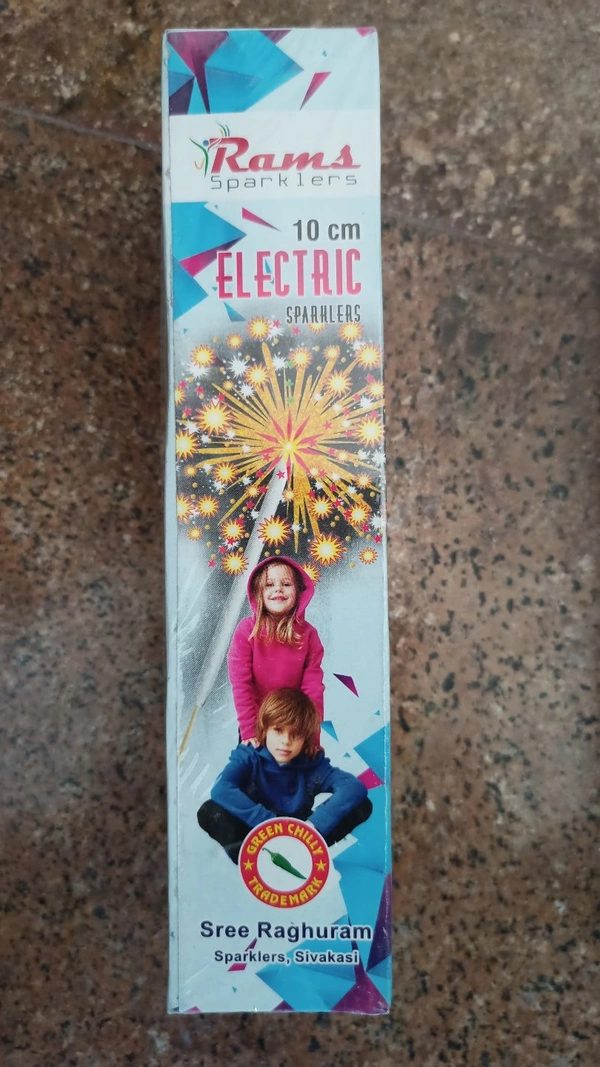 Rams
Sparklers
10 cm
ELECTRIC
SPARKLERS
GREEN CHILLY
TRADEMARK
Sree Raghuram
Sparklers, Sivakasi